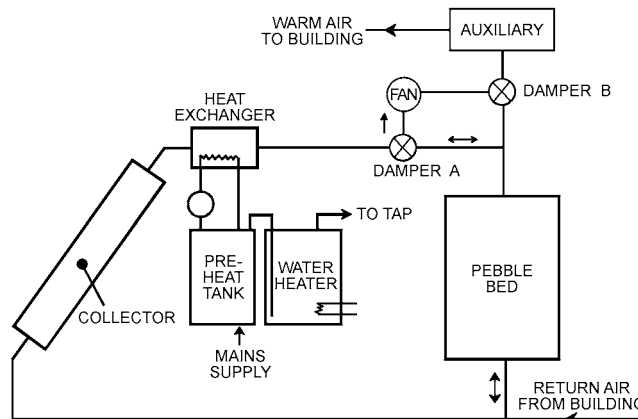 WARM AIR
TO BUILDING
AUXILIARY
FAN
DAMPER B
HEAT
EXCHANGER
DAMPER A
TO TAP
PRE-
HEAT
TANK
WATER
HEATER
PEBBLE
BED
COLLECTOR
MAINS
SUPPLY
RETURN AIR
FROM BUILDING